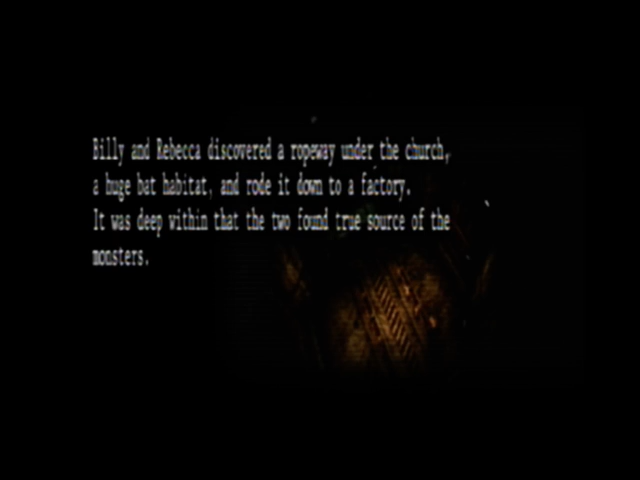 Billy and Rebecca discovered a ropeway under the church,
a huge bat habitat, and rode it down to a factory.
It was deep within that the two found true source of the
monsters.